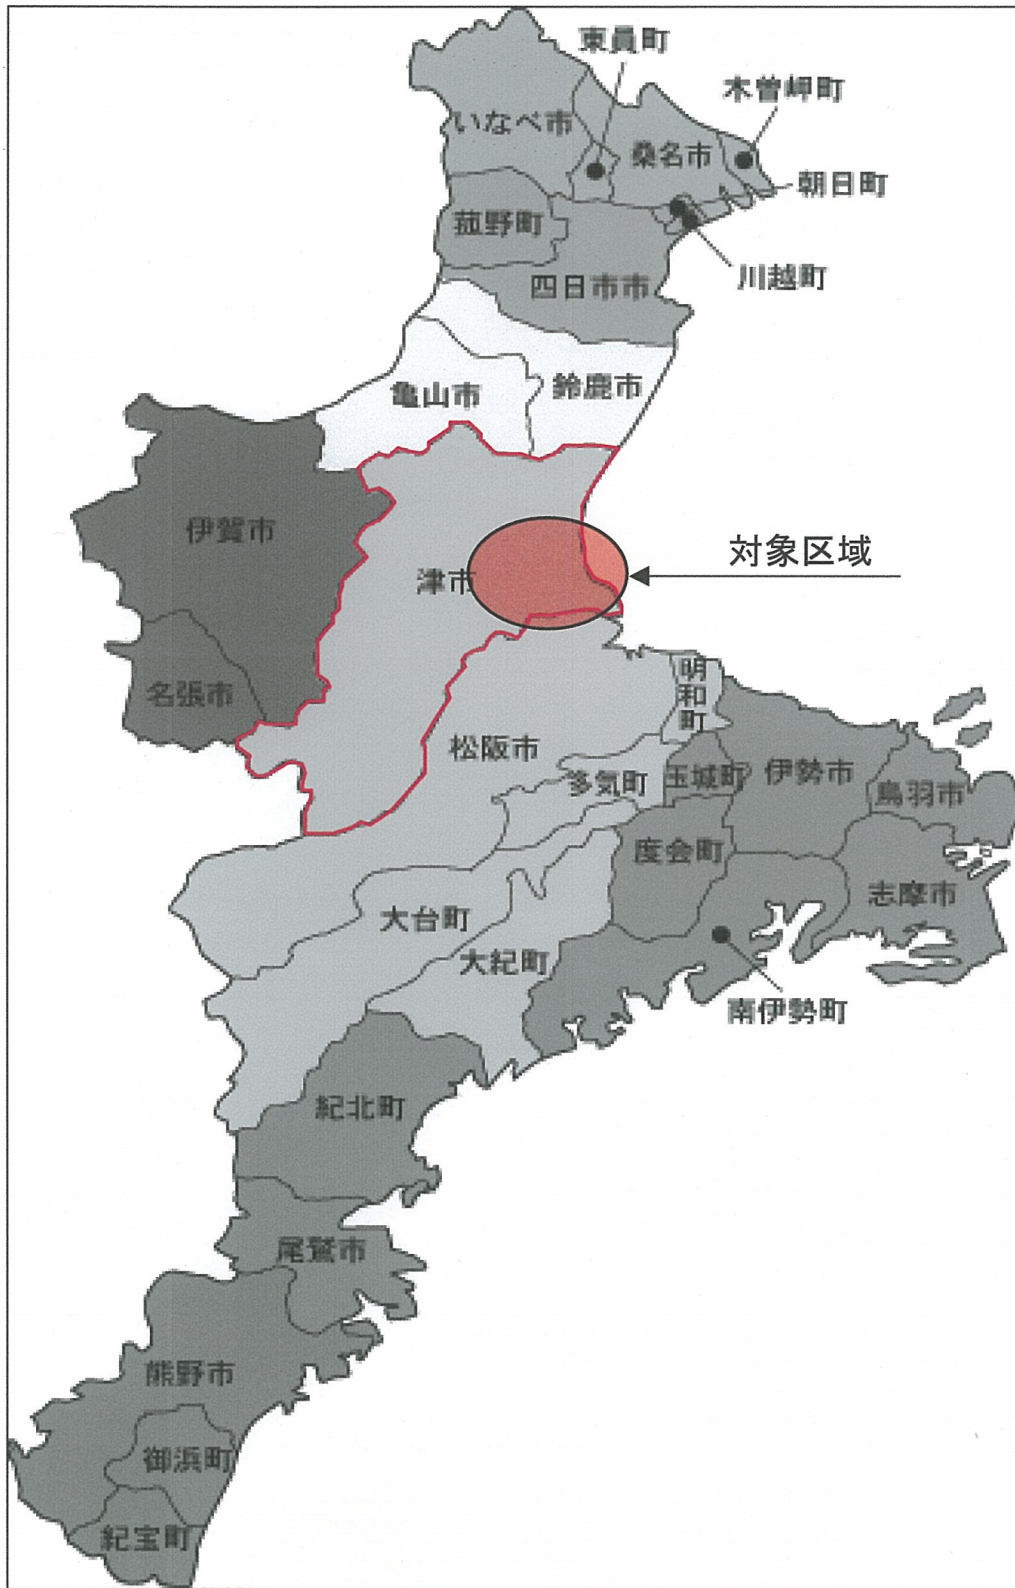 東員町
木曽岬町
いなべ市
桑名市
朝日町
菰野町
川越町
四日市市
亀山市
鈴鹿市
伊賀市
対象区域
津市
名張市
明和町
松阪市
多気町
玉城町
伊勢市
鳥羽市
度会町
志摩市
大台町
大紀町
南伊勢町
紀北町
尾鷲市
熊野市
御浜町
紀宝町